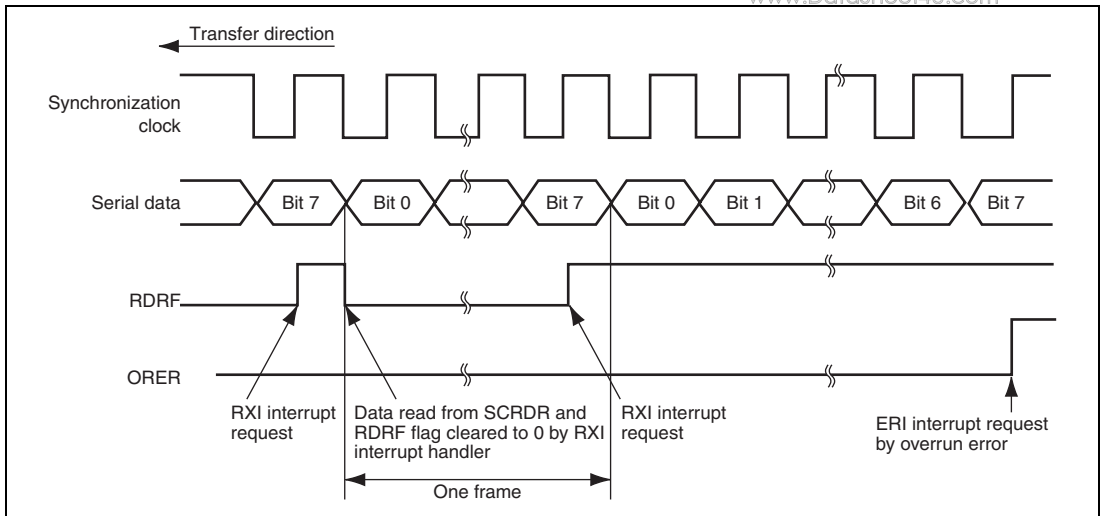 Transfer direction
Synchronization
clock
Serial data
Bit 7
Bit 0
Bit 7
Bit 0
Bit 1
Bit 6
Bit 7
RDRF
ORER
RXI interrupt
request
Data read from SCRDR and
RDRF flag cleared to 0 by RXI
interrupt handler
RXI interrupt
request
ERI interrupt request
by overrun error
One frame